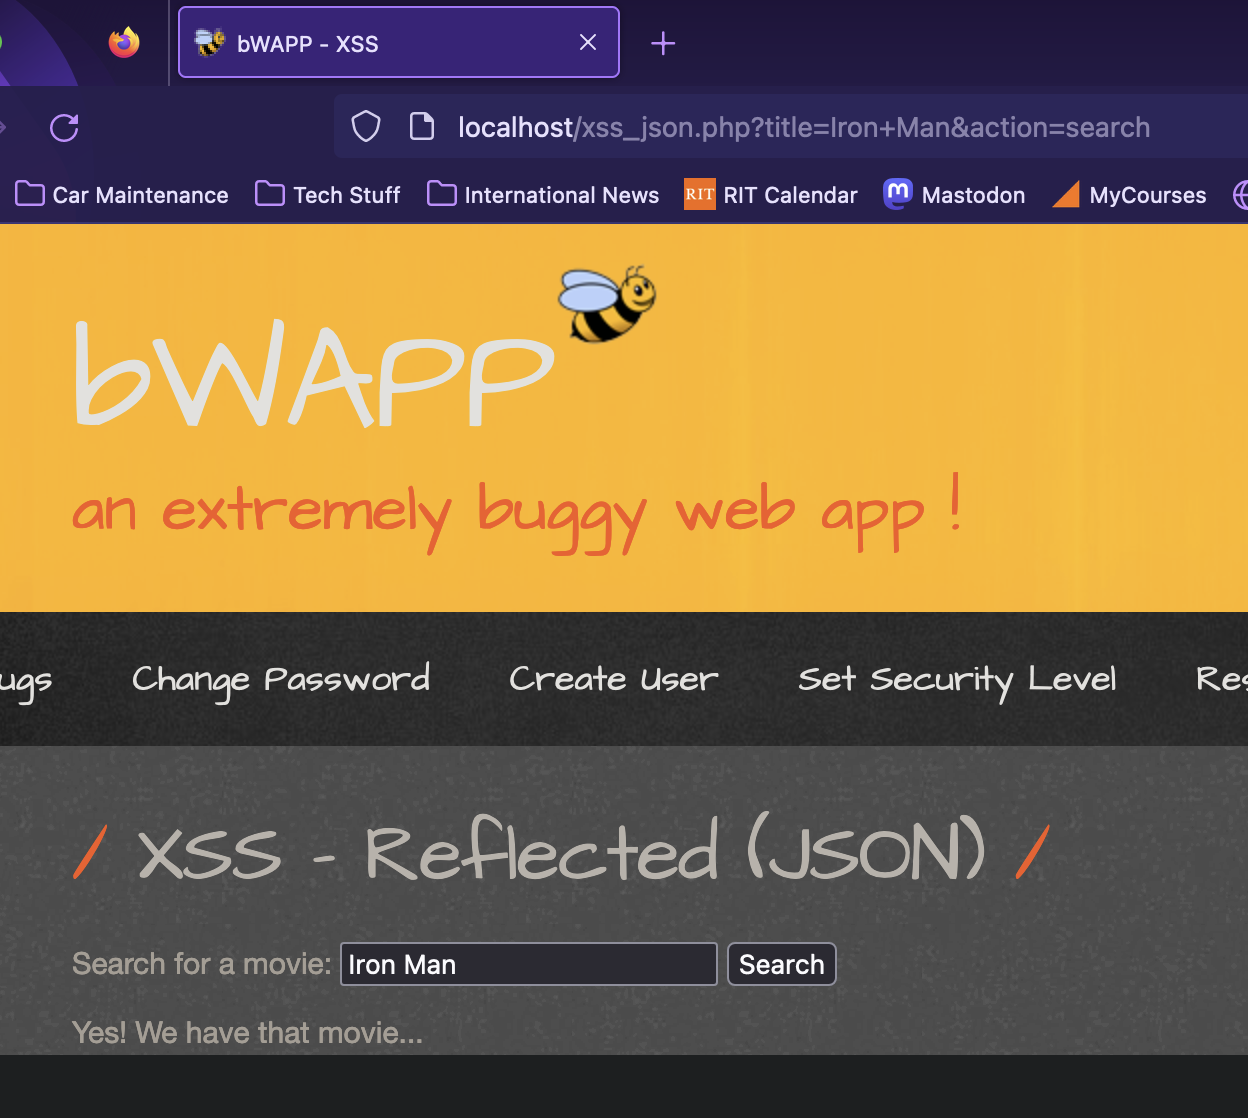 bWAPP - XSS
localhost/xss_json.php?title=Iron+Man&action=search
Car Maintenance Tech Stuff International News RIT RIT Calendar m Mastodon MyCourses
bWAPP
an extremely buggy web app !
ugs Change Password Create User Set Security Level Res
/ XSS - Reflected (JSON) /
Search for a movie: Iron Man Search
Yes! We have that movie...